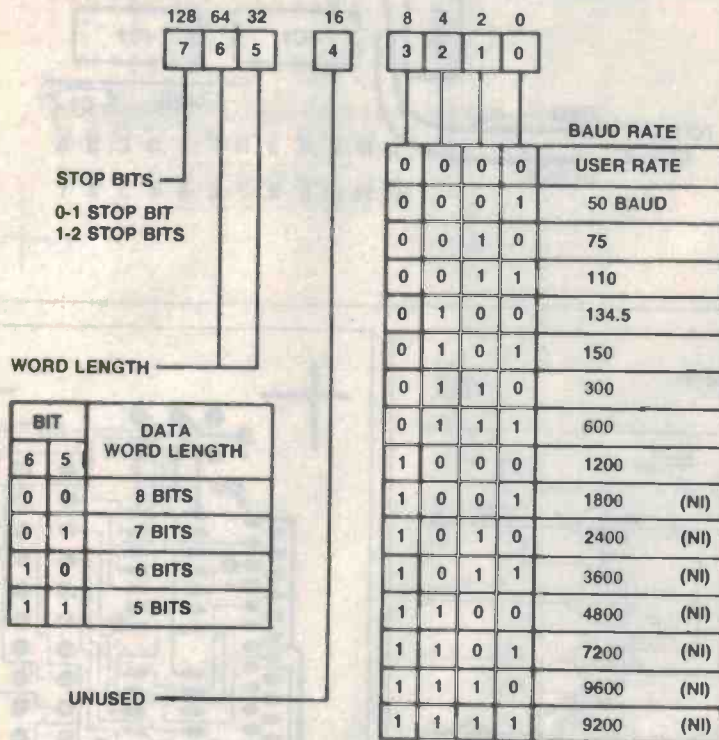 128 64 32 16 8 4 2 0
7 6 5 4 3 2 1 0
BAUD RATE
0 0 0 0 USER RATE
0 0 0 1 50 BAUD
0 0 1 0 75
0 0 1 1 110
0 1 0 0 134.5
0 1 0 1 150
0 1 1 0 300
0 1 1 1 600
1 0 0 0 1200
1 0 0 1 1800 (NI)
1 0 1 0 2400 (NI)
1 0 1 1 3600 (NI)
1 1 0 0 4800 (NI)
1 1 0 1 7200 (NI)
1 1 1 0 9600 (NI)
1 1 1 1 9200 (NI)
STOP BITS
0-1 STOP BIT
1-2 STOP BITS
WORD LENGTH
BIT
DATA
WORD LENGTH
6 5
0 0 8 BITS
0 1 7 BITS
1 0 6 BITS
1 1 5 BITS
UNUSED